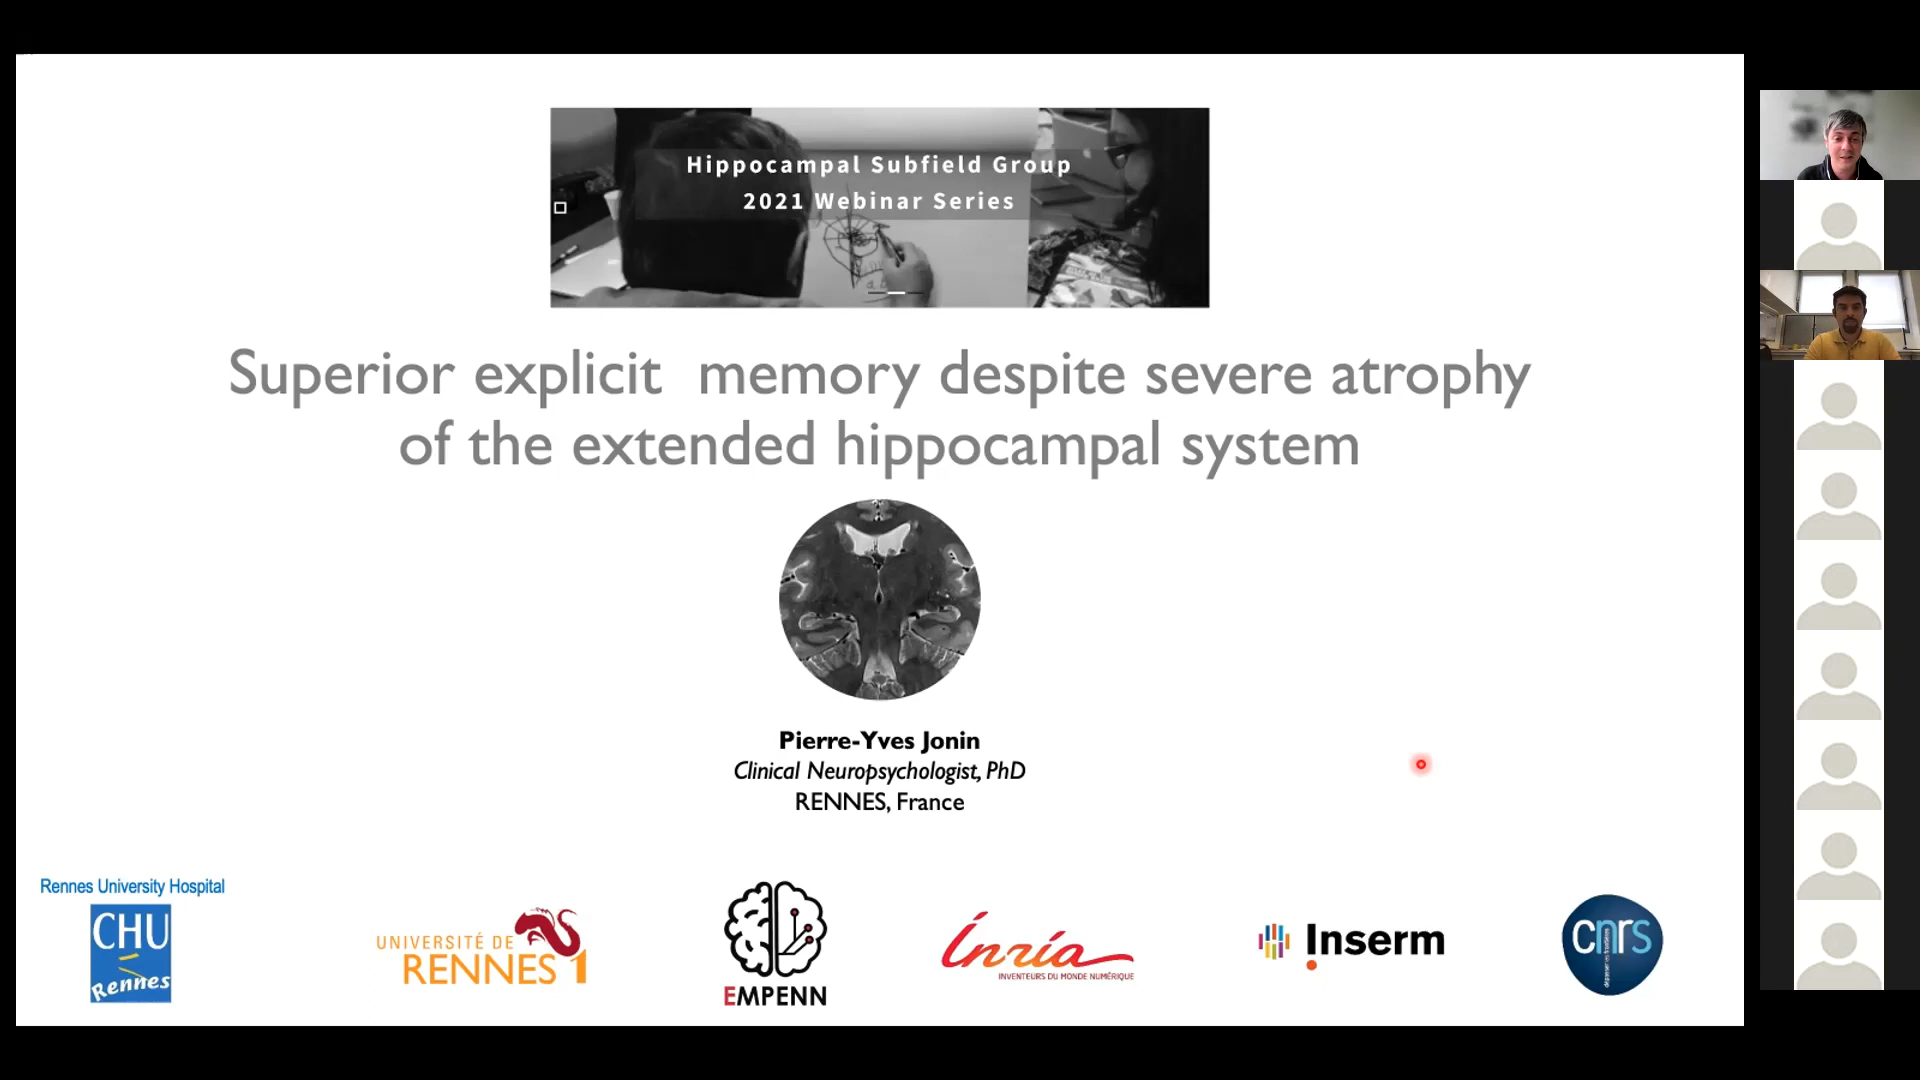 Hippocampal Subfield Group
2021 Webinar Series
Superior explicit memory despite severe atrophy
of the extended hippocampal system
Pierre-Yves Jonin
Clinical Neuropsychologist, PhD
RENNES, France
Rennes University Hospital
CHU
Rennes
UNIVERSITÉ DE
RENNES 1
EMPENN
Inria
INVENTEURS DU MONDE NUMÉRIQUE
Inserm
cnrs